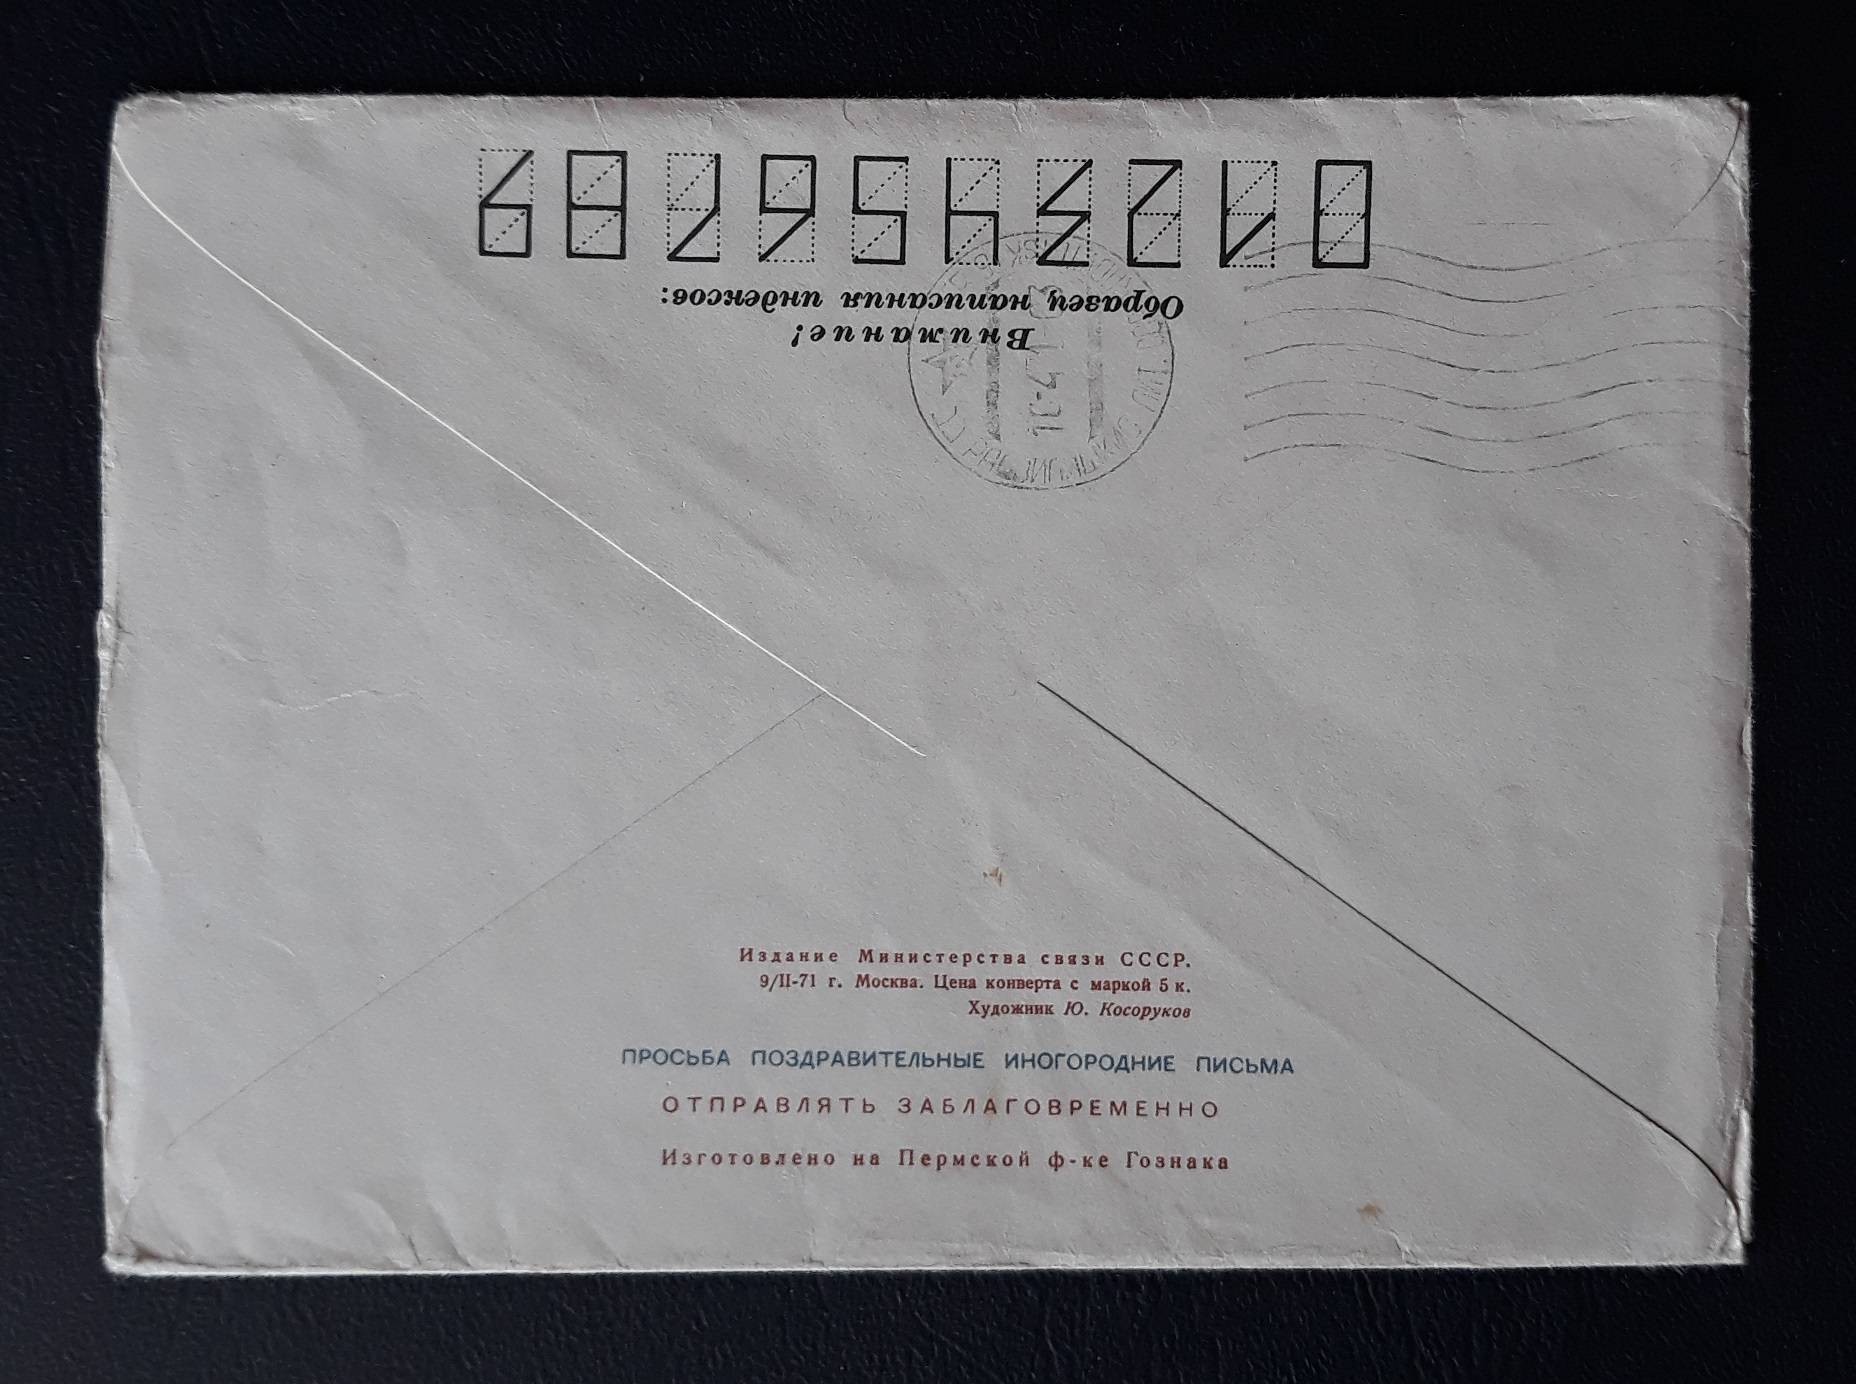 Внимание!
Образец написания индексов:
0123456789
Издание Министерства связи СССР.
9/II-71 г. Москва. Цена конверта с маркой 5 к.
Художник Ю. Косоруков
ПРОСЬБА ПОЗДРАВИТЕЛЬНЫЕ ИНОГОРОДНИЕ ПИСЬМА
ОТПРАВЛЯТЬ ЗАБЛАГОВРЕМЕННО
Изготовлено на Пермской ф-ке Гознака